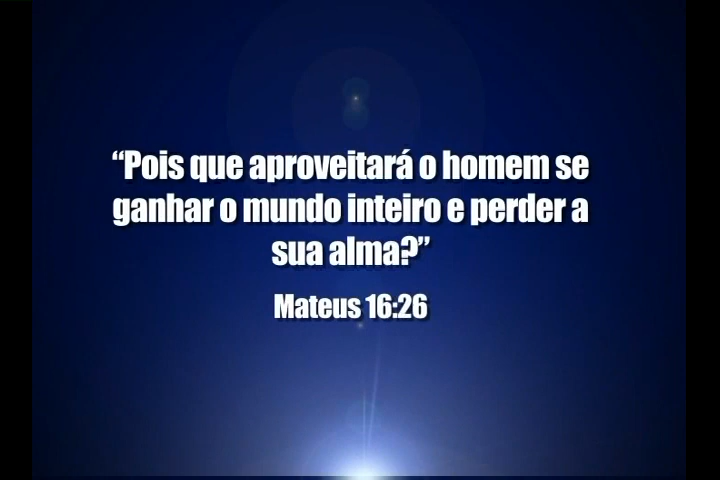 “Pois que aproveitará o homem se
ganhar o mundo inteiro e perder a
sua alma?”
Mateus 16:26